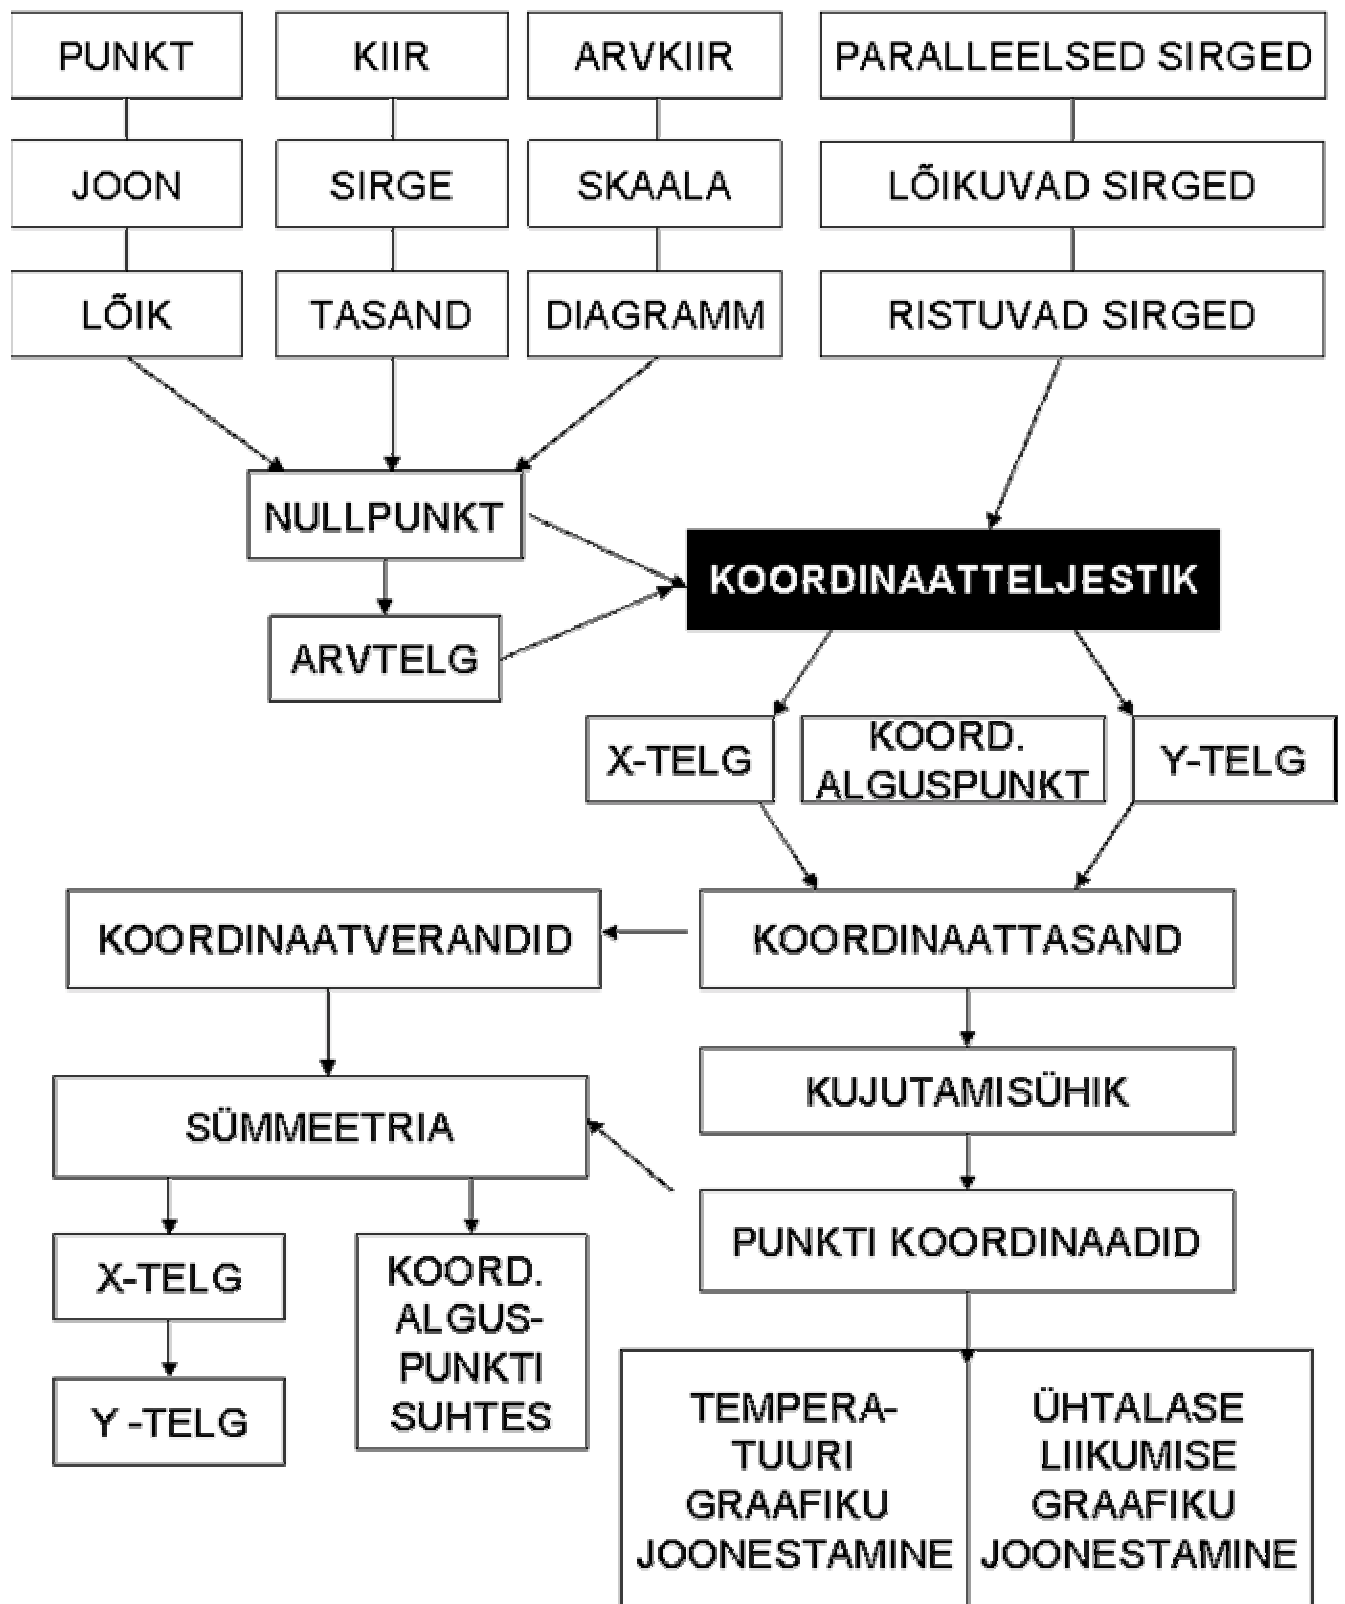 PUNKT
KIIR
ARVKIIR
PARALLEELSED SIRGED
JOON
SIRGE
SKAALA
LÕIKUVAD SIRGED
LÕIK
TASAND
DIAGRAMM
RISTUVAD SIRGED
NULLPUNKT
KOORDINAATTELJESTIK
ARVTELG
X-TELG
KOORD.
ALGUSPUNKT
Y-TELG
KOORDINAATVERANDID
KOORDINAATTASAND
KUJUTAMISÜHIK
SÜMMEETRIA
PUNKTI KOORDINAADID
X-TELG
Y -TELG
KOORD.
ALGUS-
PUNKTI
SUHTES
TEMPERA-
TUURI
GRAAFIKU
JOONESTAMINE
ÜHTALASE
LIIKUMISE
GRAAFIKU
JOONESTAMINE